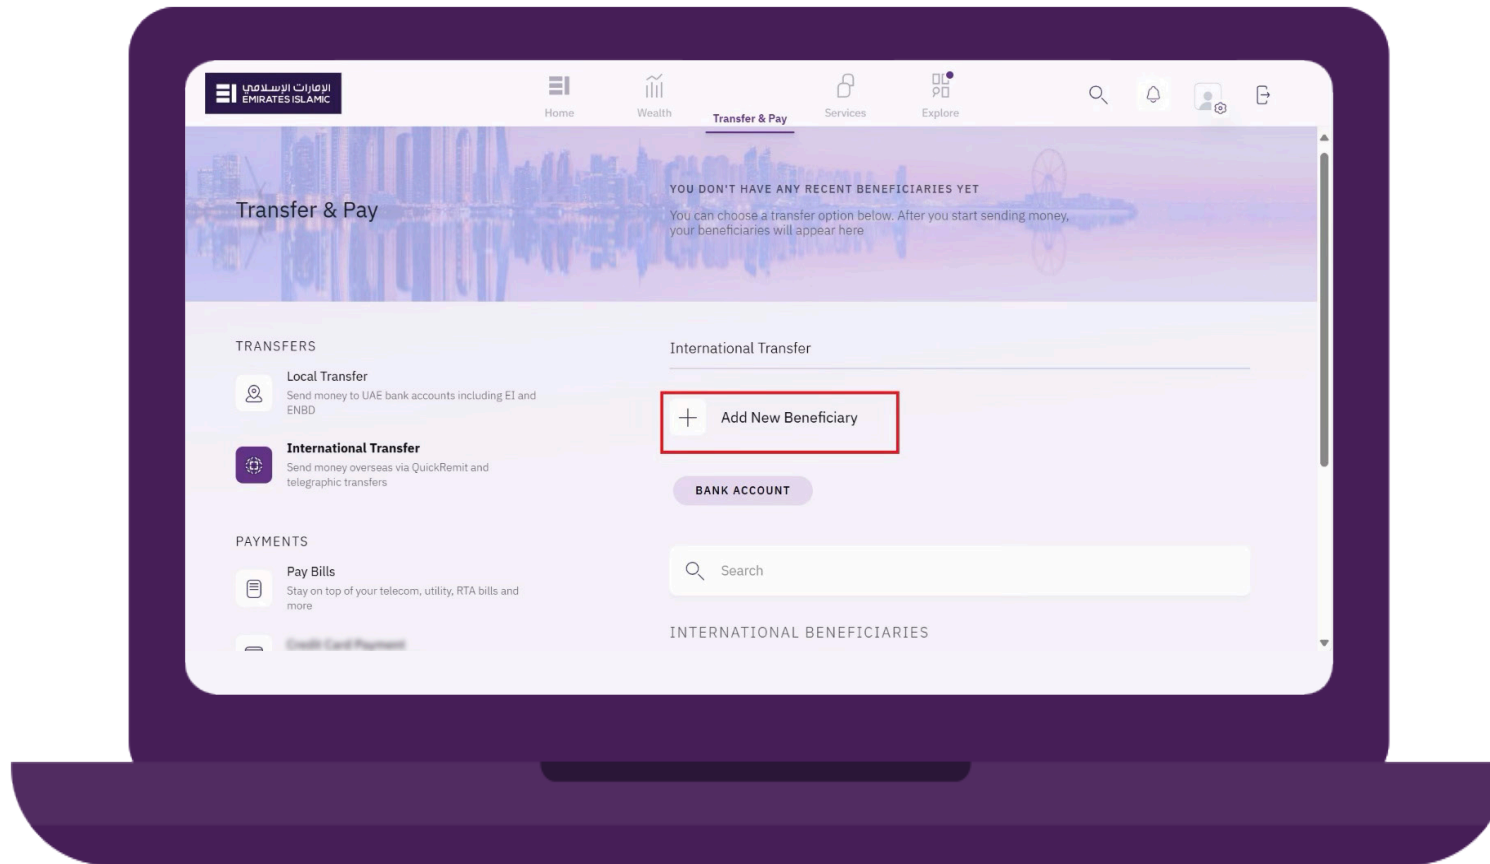 الإمارات الإسلامي
EMIRATES ISLAMIC
Home
Wealth
Transfer & Pay
Services
Explore
Transfer & Pay
YOU DON'T HAVE ANY RECENT BENEFICIARIES YET
You can choose a transfer option below. After you start sending money,
your beneficiaries will appear here
TRANSFERS
Local Transfer
Send money to UAE bank accounts including EI and
ENBD
International Transfer
Send money overseas via QuickRemit and
telegraphic transfers
PAYMENTS
Pay Bills
Stay on top of your telecom, utility, RTA bills and
more
Credit Card Payment
International Transfer
Add New Beneficiary
BANK ACCOUNT
Search
INTERNATIONAL BENEFICIARIES